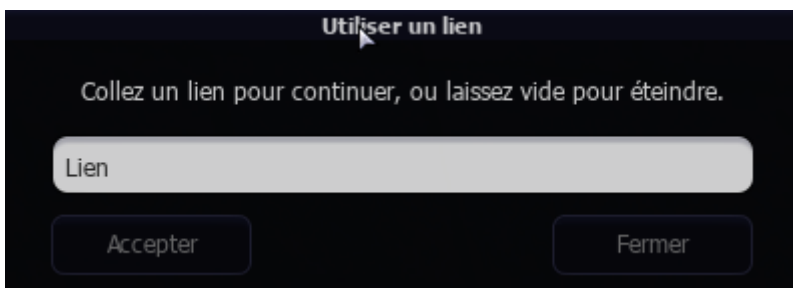 Utiliser un lien
Collez un lien pour continuer, ou laissez vide pour éteindre.
Lien
Accepter
Fermer